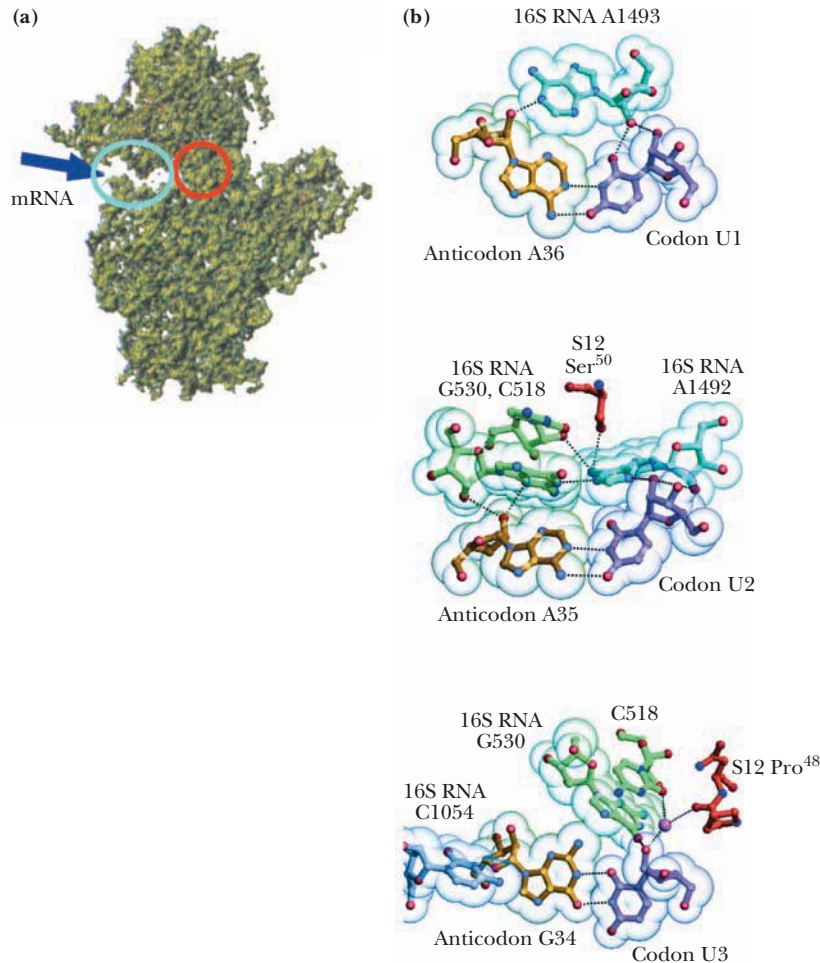 (a)
mRNA
(b)
16S RNA A1493
Anticodon A36
Codon U1
16S RNA
G530, C518
S12
Ser50
16S RNA
A1492
Anticodon A35
Codon U2
16S RNA
G530
C518
S12 Pro48
16S RNA
C1054
Anticodon G34
Codon U3